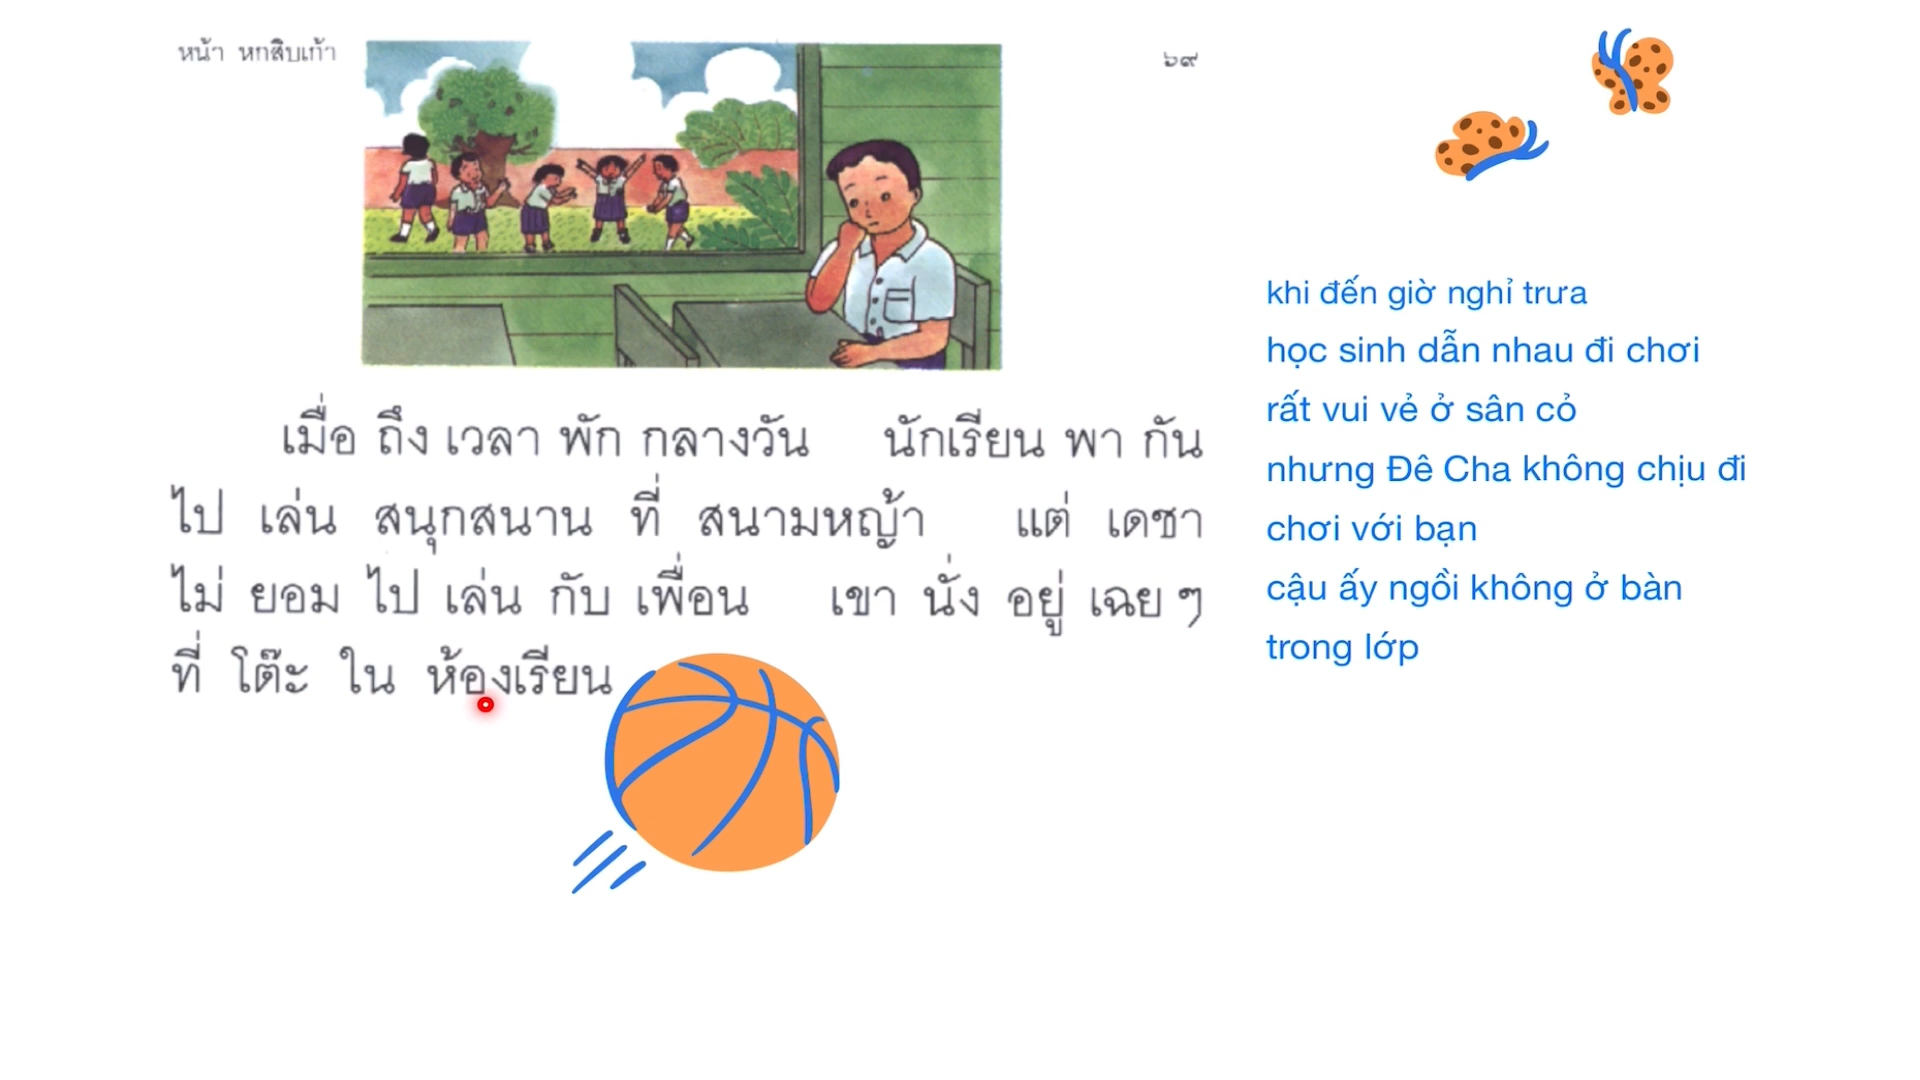 หน้า หกสิบเก้า
๖๙
เมื่อ ถึง เวลา พัก กลางวัน นักเรียน พา กัน
ไป เล่น สนุกสนาน ที่ สนามหญ้า แต่ เดชา
ไม่ ยอม ไป เล่น กับ เพื่อน เขา นั่ง อยู่ เฉย ๆ
ที่ โต๊ะ ใน ห้องเรียน
khi đến giờ nghỉ trưa
học sinh dẫn nhau đi chơi
rất vui vẻ ở sân cỏ
nhưng Đê Cha không chịu đi
chơi với bạn
cậu ấy ngồi không ở bàn
trong lớp